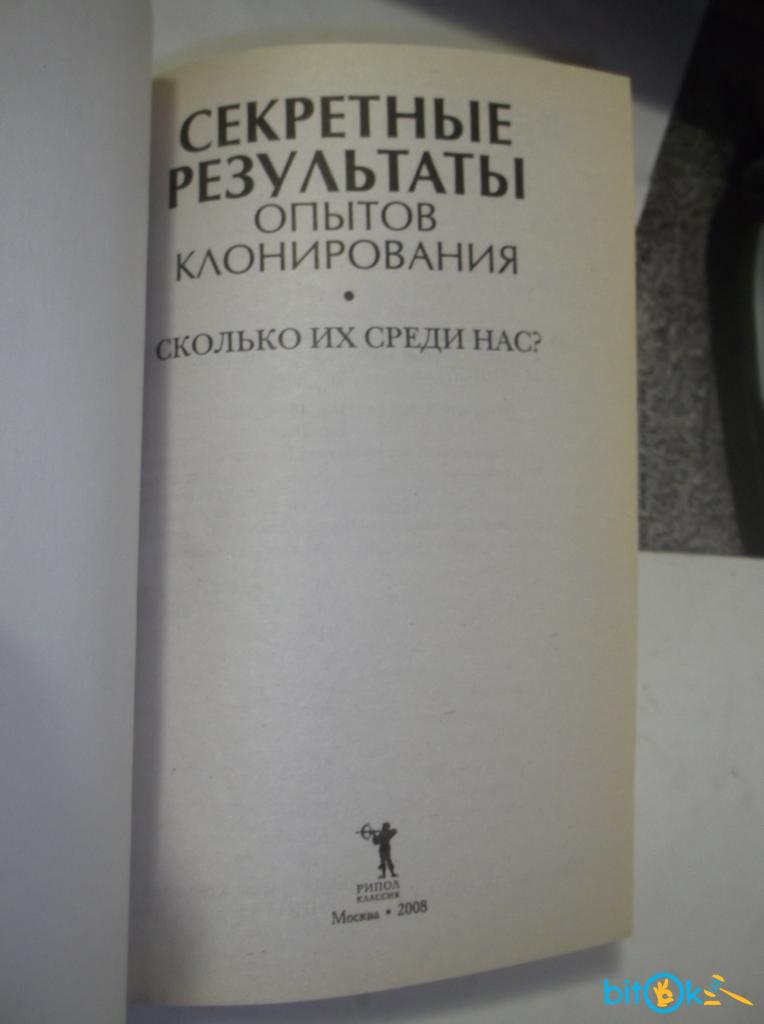 СЕКРЕТНЫЕ
РЕЗУЛЬТАТЫ
ОПЫТОВ
КЛОНИРОВАНИЯ
•
СКОЛЬКО ИХ СРЕДИ НАС?
РИПОЛ
КЛАССИК
Москва • 2008
bitOk